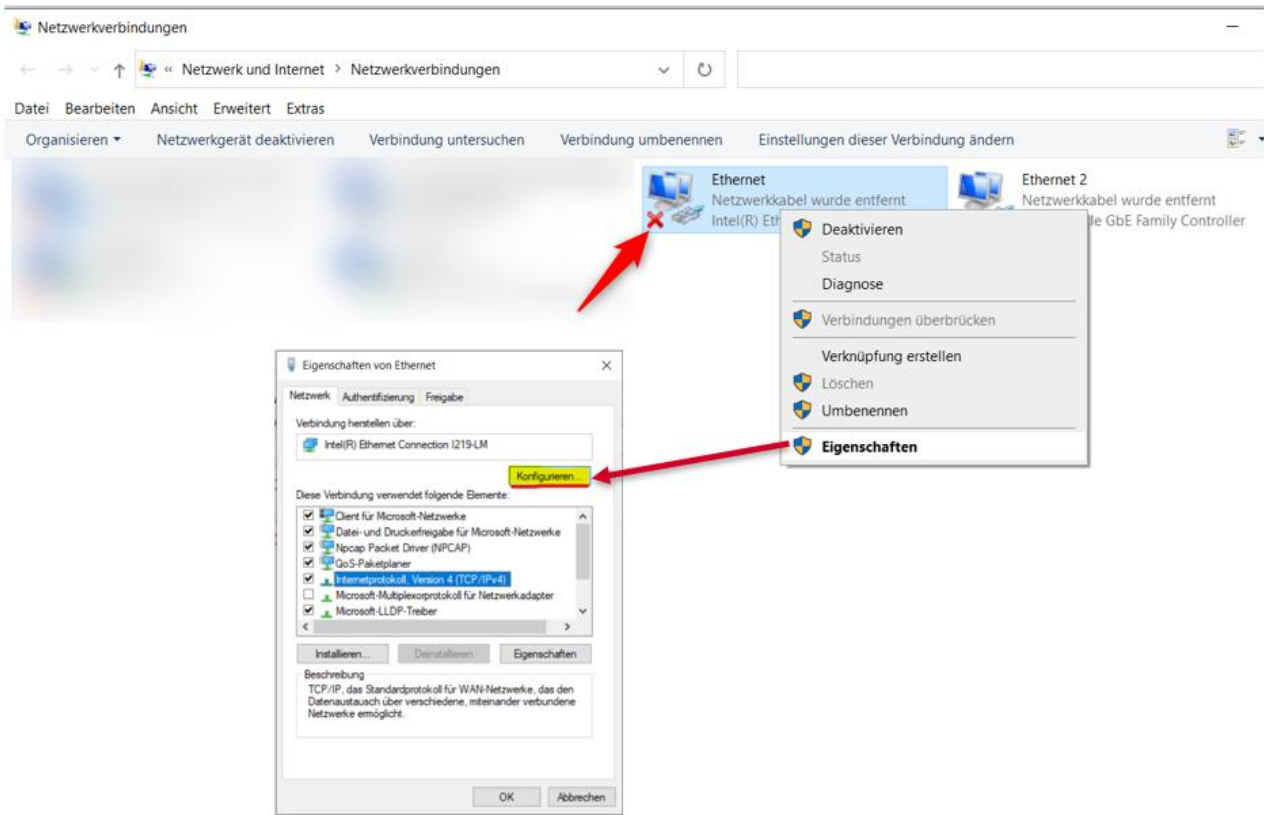 Netzwerkverbindungen
« Netzwerk und Internet > Netzwerkverbindungen
Datei Bearbeiten Ansicht Erweitert Extras
Organisieren Netzwerkgerät deaktivieren Verbindung untersuchen Verbindung umbenennen Einstellungen dieser Verbindung ändern
Ethernet
Netzwerkkabel wurde entfernt
Intel(R) Eth
Ethernet 2
Netzwerkkabel wurde entfernt
le GbE Family Controller
Deaktivieren
Status
Diagnose
Verbindungen überbrücken
Verknüpfung erstellen
Löschen
Umbenennen
Eigenschaften
Eigenschaften von Ethernet
Netzwerk Authentifizierung Freigabe
Verbindung herstellen über:
Intel(R) Ethernet Connection I219-LM
Konfigurieren...
Diese Verbindung verwendet folgende Elemente:
Client für Microsoft-Netzwerke
Datei- und Druckerfreigabe für Microsoft-Netzwerke
Npcap Packet Driver (NPCAP)
QoS-Paketplaner
Internetprotokoll, Version 4 (TCP/IPv4)
Microsoft-Multiplexorprotokoll für Netzwerkadapter
Microsoft-LLDP-Treiber
Installieren... Deinstallieren Eigenschaften
Beschreibung
TCP/IP, das Standardprotokoll für WAN-Netzwerke, das den
Datenaustausch über verschiedene, miteinander verbundene
Netzwerke ermöglicht.
OK Abbrechen